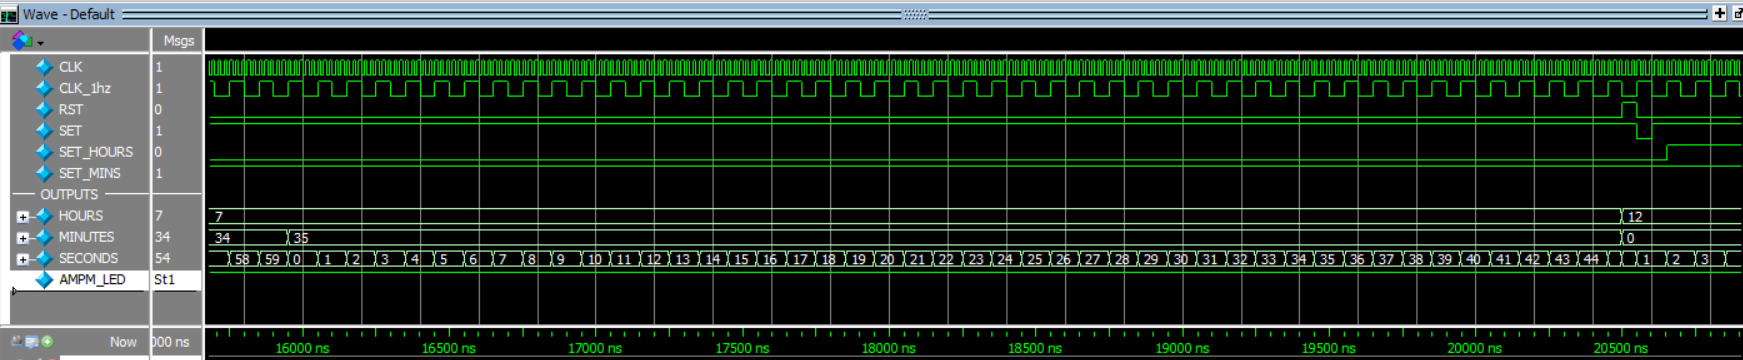 Wave - Default
Msgs
CLK 1
CLK_1hz 1
RST 0
SET 1
SET_HOURS 0
SET_MINS 1
OUTPUTS
HOURS 7 7 12
MINUTES 34 34 35 0
SECONDS 54 58 59 0 1 2 3 4 5 6 7 8 9 10 11 12 13 14 15 16 17 18 19 20 21 22 23 24 25 26 27 28 29 30 31 32 33 34 35 36 37 38 39 40 41 42 43 44 1 2 3
AMPM_LED St1
Now 000 ns 16000 ns 16500 ns 17000 ns 17500 ns 18000 ns 18500 ns 19000 ns 19500 ns 20000 ns 20500 ns